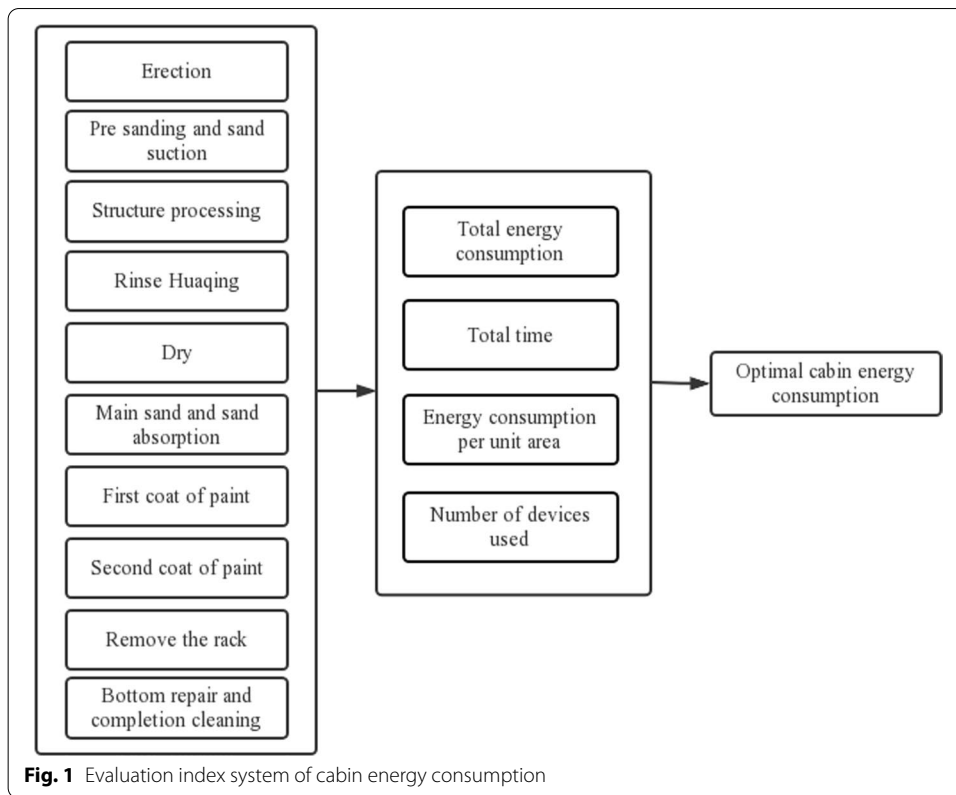 Erection
Pre sanding and sand
suction
Structure processing
Rinse Huaqing
Dry
Main sand and sand
absorption
First coat of paint
Second coat of paint
Remove the rack
Bottom repair and
completion cleaning
Total energy
consumption
Total time
Energy consumption
per unit area
Number of devices
used
Optimal cabin energy
consumption
Fig. 1 Evaluation index system of cabin energy consumption